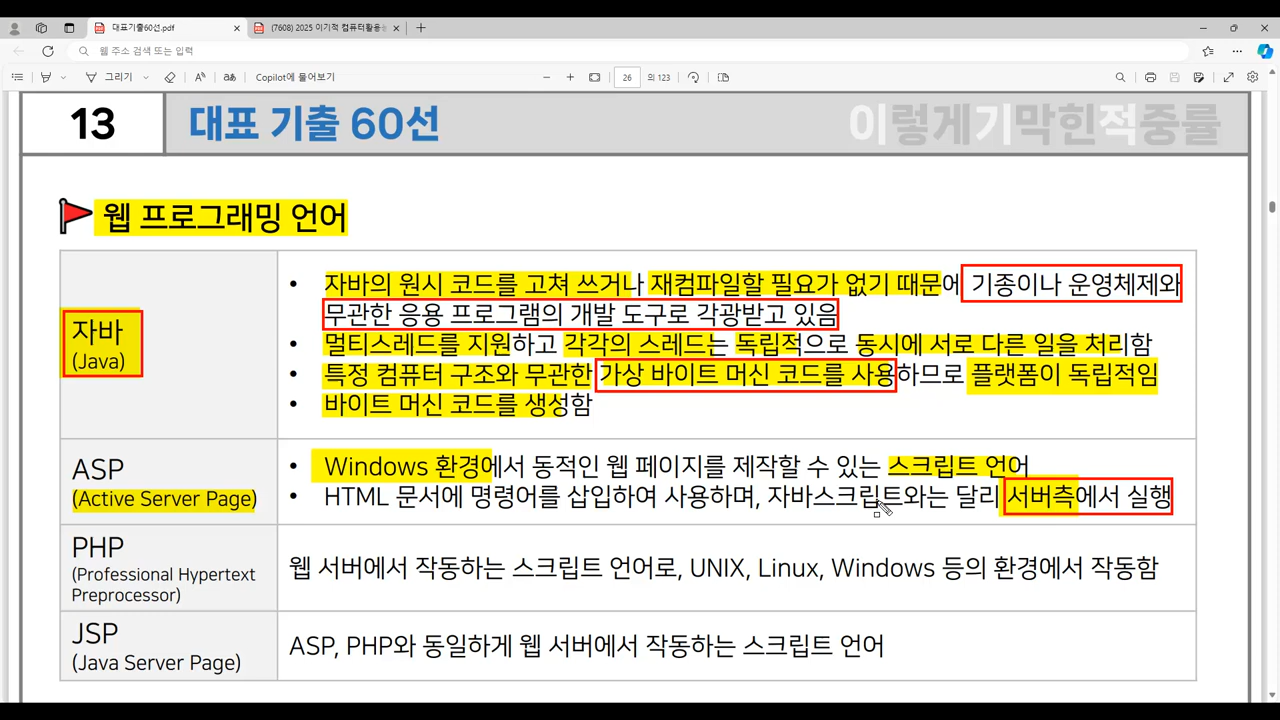 대표기출60선.pdf
(7608) 2025 이기적 컴퓨터활용능
웹 주소 검색 또는 입력
그리기
Copilot에 물어보기
26 의 123
13
대표 기출 60선
이렇게기막힌적중률
웹 프로그래밍 언어
자바
(Java)
• 자바의 원시 코드를 고쳐 쓰거나 재컴파일할 필요가 없기 때문에 기종이나 운영체제와
무관한 응용 프로그램의 개발 도구로 각광받고 있음
• 멀티스레드를 지원하고 각각의 스레드는 독립적으로 동시에 서로 다른 일을 처리함
• 특정 컴퓨터 구조와 무관한 가상 바이트 머신 코드를 사용하므로 플랫폼이 독립적임
• 바이트 머신 코드를 생성함
ASP
(Active Server Page)
• Windows 환경에서 동적인 웹 페이지를 제작할 수 있는 스크립트 언어
• HTML 문서에 명령어를 삽입하여 사용하며, 자바스크립트와는 달리 서버측에서 실행
PHP
(Professional Hypertext
Preprocessor)
웹 서버에서 작동하는 스크립트 언어로, UNIX, Linux, Windows 등의 환경에서 작동함
JSP
(Java Server Page)
ASP, PHP와 동일하게 웹 서버에서 작동하는 스크립트 언어